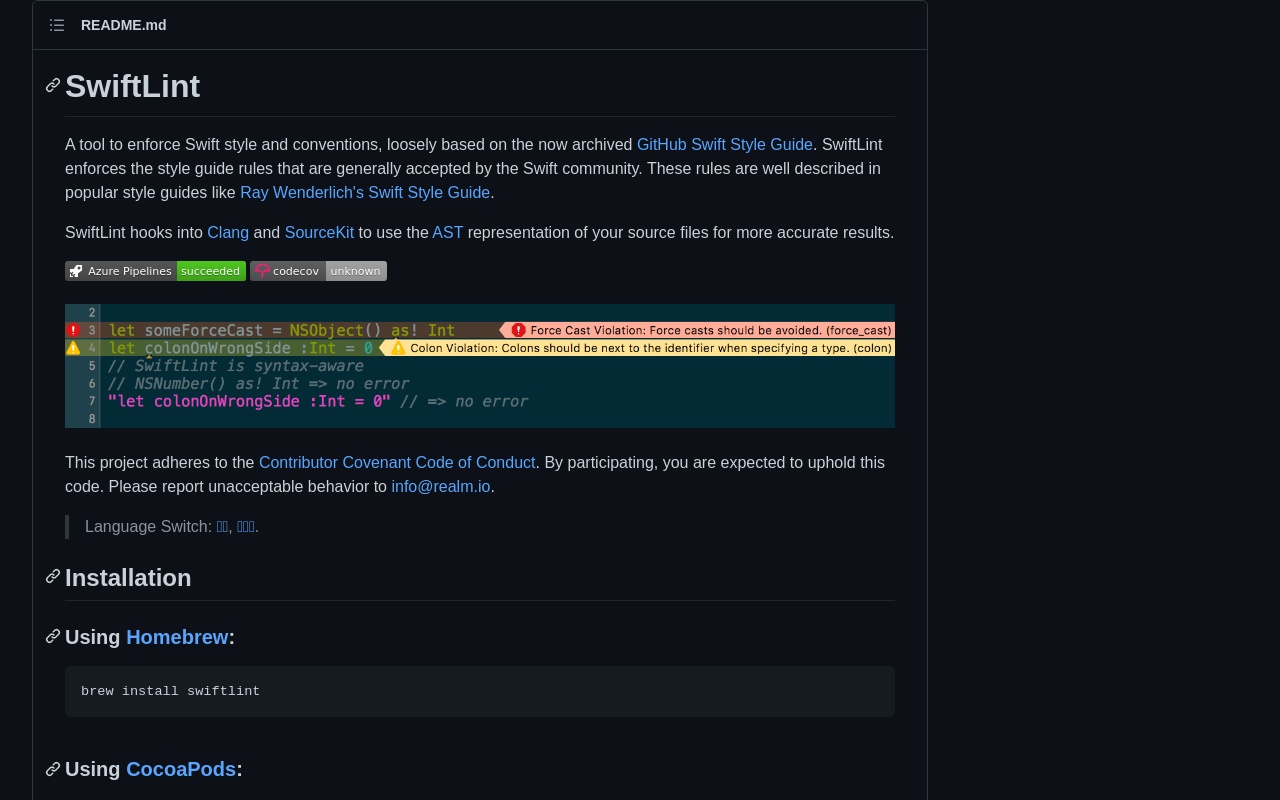 README.md
SwiftLint
A tool to enforce Swift style and conventions, loosely based on the now archived GitHub Swift Style Guide. SwiftLint
enforces the style guide rules that are generally accepted by the Swift community. These rules are well described in
popular style guides like Ray Wenderlich's Swift Style Guide.
SwiftLint hooks into Clang and SourceKit to use the AST representation of your source files for more accurate results.
Azure Pipelines succeeded codecov unknown
2
3 let someForceCast = NSObject() as! Int Force Cast Violation: Force casts should be avoided. (force_cast)
4 let colonOnWrongSide :Int = 0 Colon Violation: Colons should be next to the identifier when specifying a type. (colon)
5 // SwiftLint is syntax-aware
6 // NSNumber() as! Int => no error
7 "let colonOnWrongSide :Int = 0" // => no error
8
This project adheres to the Contributor Covenant Code of Conduct. By participating, you are expected to uphold this
code. Please report unacceptable behavior to info@realm.io.
Language Switch: , .
Installation
Using Homebrew:
brew install swiftlint
Using CocoaPods: